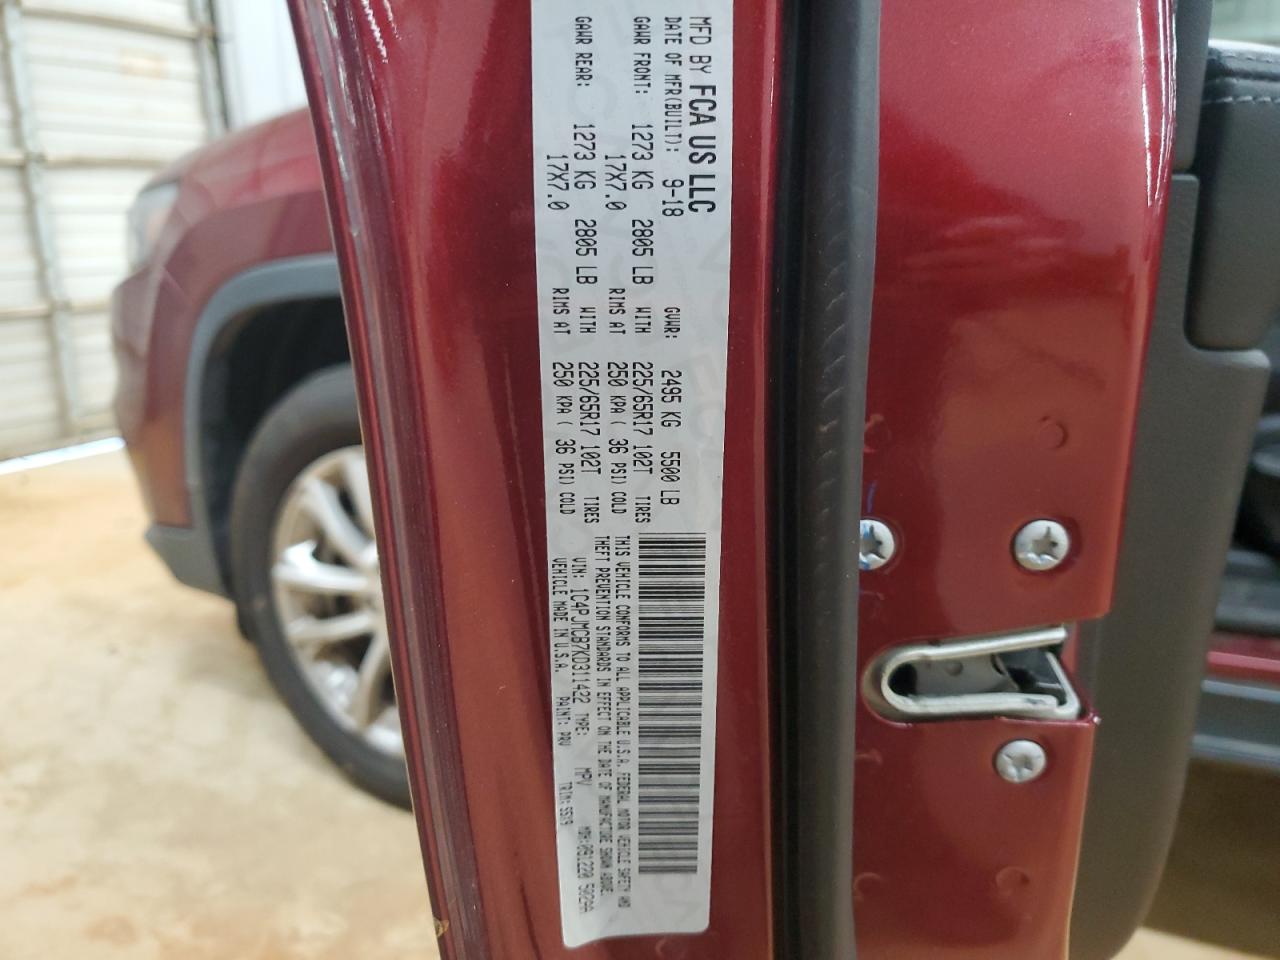 MFD BY FCA US LLC
DATE OF MFR(BUILT): 9-18 GVWR: 2495 KG 5500 LB
GAWR FRONT: 1273 KG 2805 LB WITH 225/65R17 102T TIRES
17X7.0 RIMS AT 250 KPA ( 36 PSI) COLD
GAWR REAR: 1273 KG 2805 LB WITH 225/65R17 102T TIRES
17X7.0 RIMS AT 250 KPA ( 36 PSI) COLD
THIS VEHICLE CONFORMS TO ALL APPLICABLE U.S.A. FEDERAL MOTOR VEHICLE SAFETY AND
THEFT PREVENTION STANDARDS IN EFFECT ON THE DATE OF MANUFACTURE SHOWN ABOVE.
VIN: 1C4PJMCB7KD311422 TYPE: MPV
VEHICLE MADE IN U.S.A. PAINT: PRV TRIM: